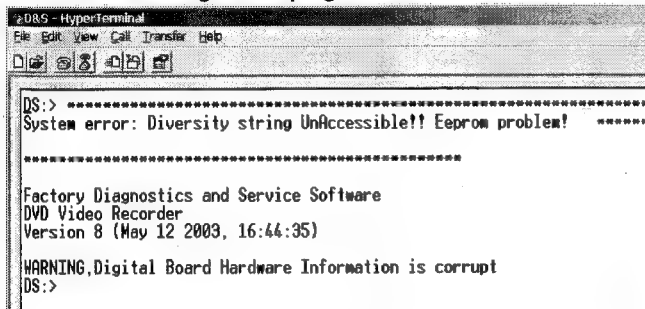 D&S - HyperTerminal
File Edit View Call Transfer Help
DS:> ****************************************************************
System error: Diversity string UnAccessible!! Eeprom problem!   ******
*************************************************
Factory Diagnostics and Service Software
DVD Video Recorder
Version 8 (May 12 2003, 16:44:35)
WARNING,Digital Board Hardware Information is corrupt
DS:>